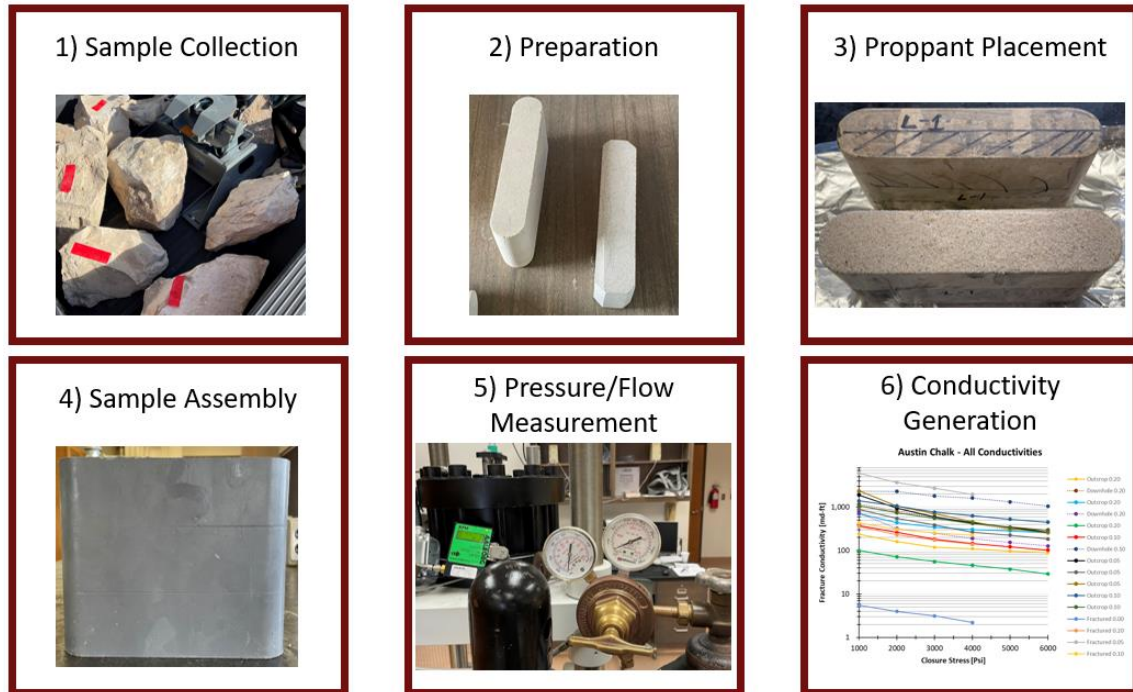 1) Sample Collection
2) Preparation
3) Proppant Placement
L-1
L-1
4) Sample Assembly
5) Pressure/Flow
Measurement
6) Conductivity
Generation
Austin Chalk - All Conductivities
Fracture Conductivity [md-ft]
1,000
100
10
1
1000
2000
3000
4000
5000
6000
Closure Stress [Psi]
Outcrop 0.20
Downhole 0.20
Outcrop 0.20
Downhole 0.20
Outcrop 0.20
Outcrop 0.10
Downhole 0.10
Outcrop 0.05
Outcrop 0.05
Outcrop 0.05
Outcrop 0.10
Outcrop 0.10
Fractured 0.00
Fractured 0.20
Fractured 0.05
Fractured 0.10